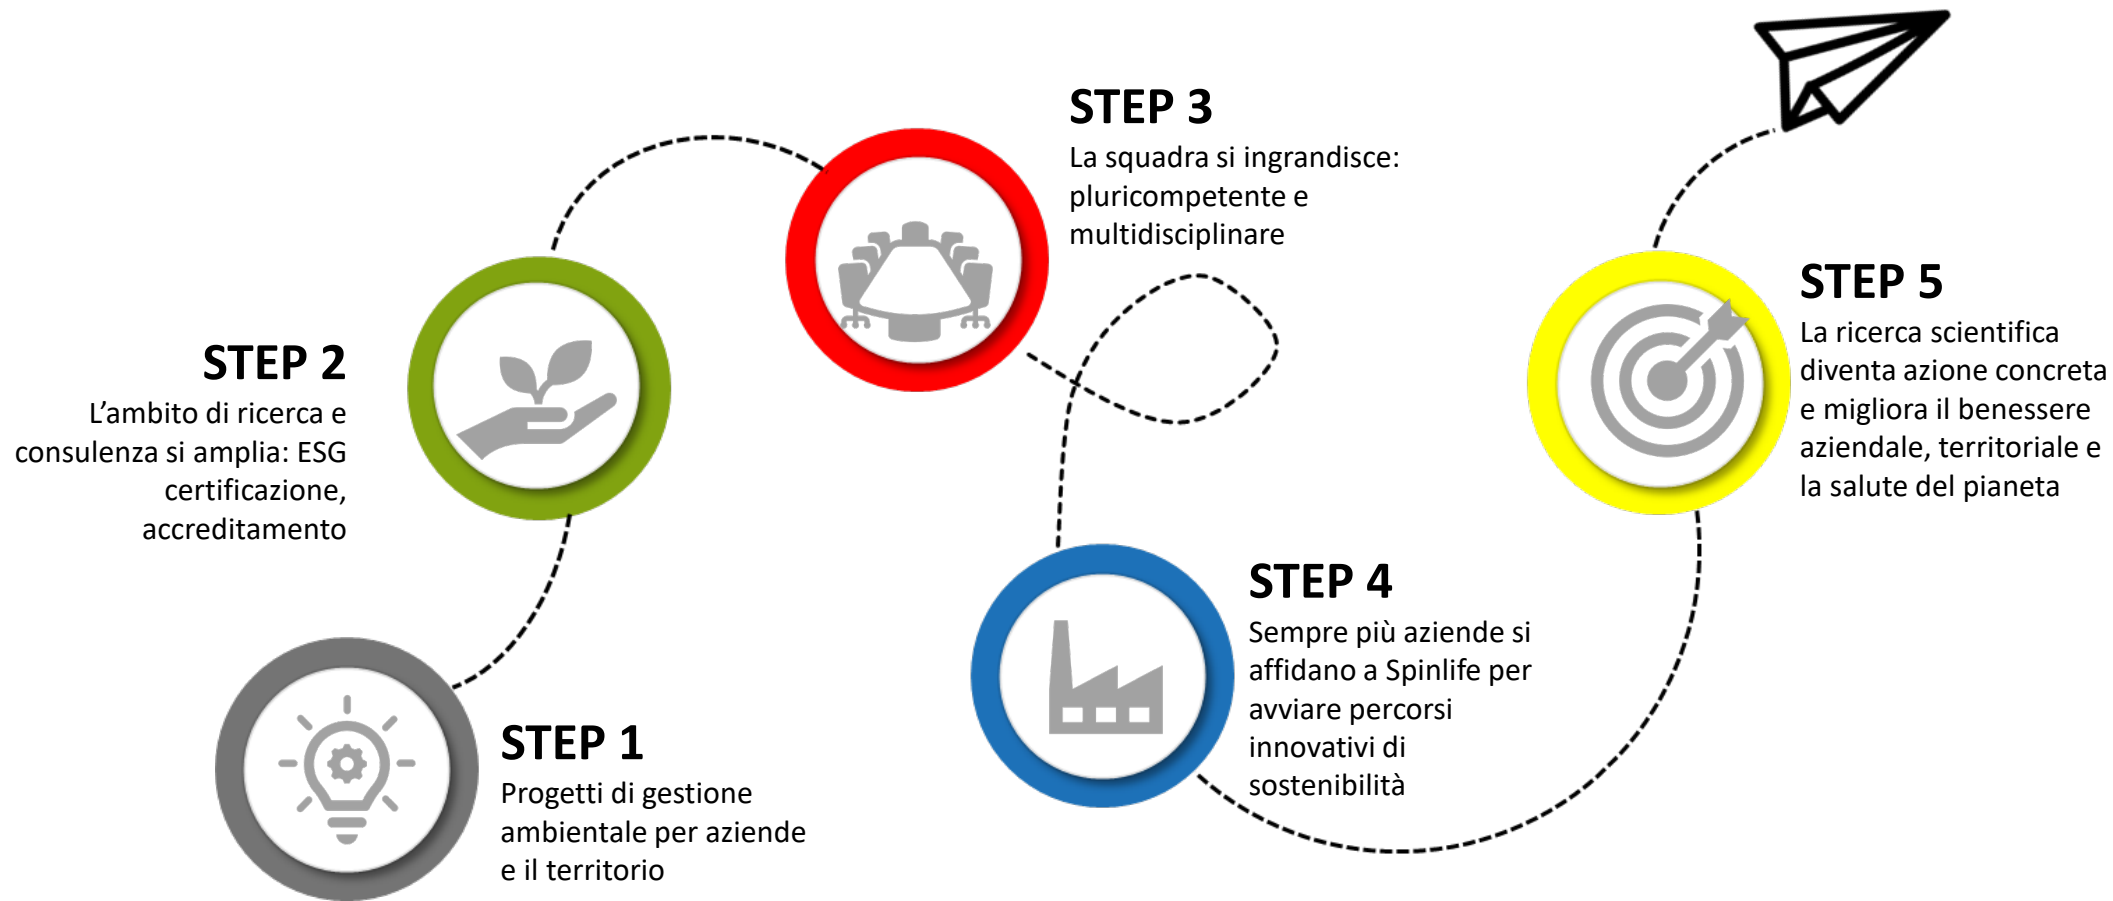 STEP 1
Progetti di gestione
ambientale per aziende
e il territorio
STEP 2
L’ambito di ricerca e
consulenza si amplia: ESG
certificazione,
accreditamento
STEP 3
La squadra si ingrandisce:
pluricompetente e
multidisciplinare
STEP 4
Sempre più aziende si
affidano a Spinlife per
avviare percorsi
innovativi di
sostenibilità
STEP 5
La ricerca scientifica
diventa azione concreta
e migliora il benessere
aziendale, territoriale e
la salute del pianeta